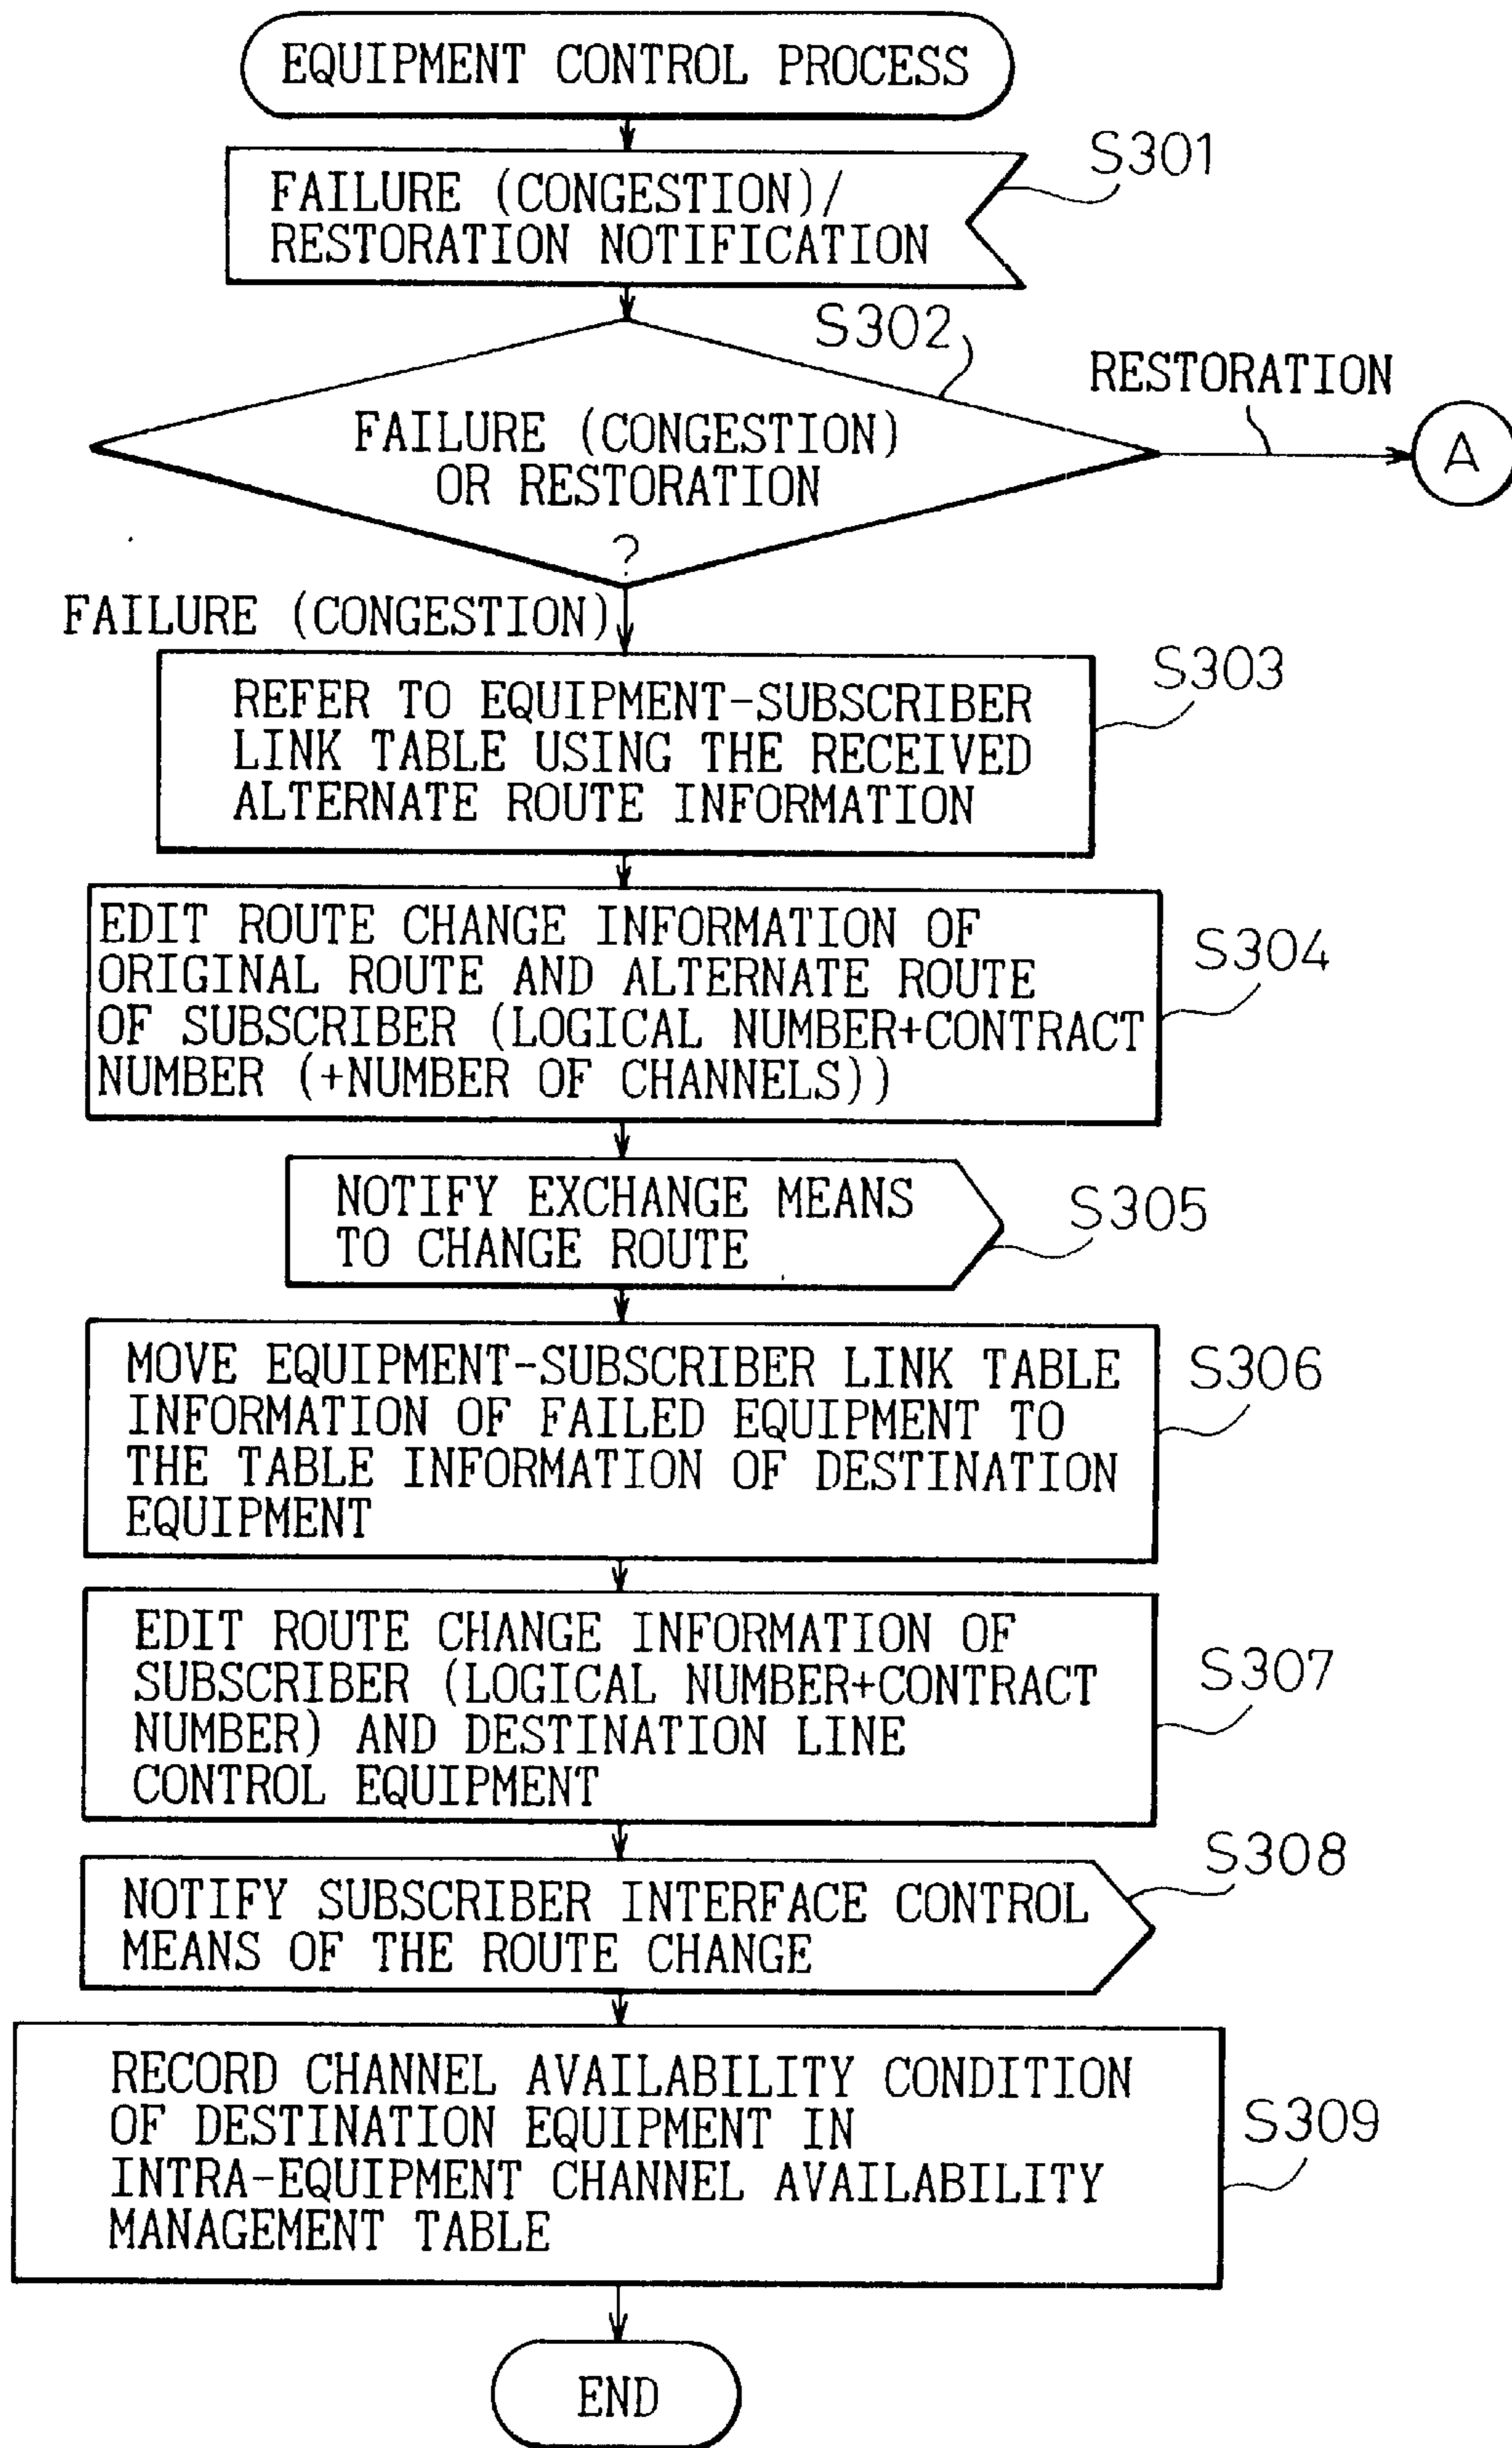 EQUIPMENT CONTROL PROCESS
S301
FAILURE (CONGESTION)/
RESTORATION NOTIFICATION
S302
RESTORATION
A
FAILURE (CONGESTION)
OR RESTORATION
?
FAILURE (CONGESTION)
S303
REFER TO EQUIPMENT-SUBSCRIBER
LINK TABLE USING THE RECEIVED
ALTERNATE ROUTE INFORMATION
S304
EDIT ROUTE CHANGE INFORMATION OF
ORIGINAL ROUTE AND ALTERNATE ROUTE
OF SUBSCRIBER (LOGICAL NUMBER+CONTRACT
NUMBER (+NUMBER OF CHANNELS))
S305
NOTIFY EXCHANGE MEANS
TO CHANGE ROUTE
S306
MOVE EQUIPMENT-SUBSCRIBER LINK TABLE
INFORMATION OF FAILED EQUIPMENT TO
THE TABLE INFORMATION OF DESTINATION
EQUIPMENT
S307
EDIT ROUTE CHANGE INFORMATION OF
SUBSCRIBER (LOGICAL NUMBER+CONTRACT
NUMBER) AND DESTINATION LINE
CONTROL EQUIPMENT
S308
NOTIFY SUBSCRIBER INTERFACE CONTROL
MEANS OF THE ROUTE CHANGE
S309
RECORD CHANNEL AVAILABILITY CONDITION
OF DESTINATION EQUIPMENT IN
INTRA-EQUIPMENT CHANNEL AVAILABILITY
MANAGEMENT TABLE
END